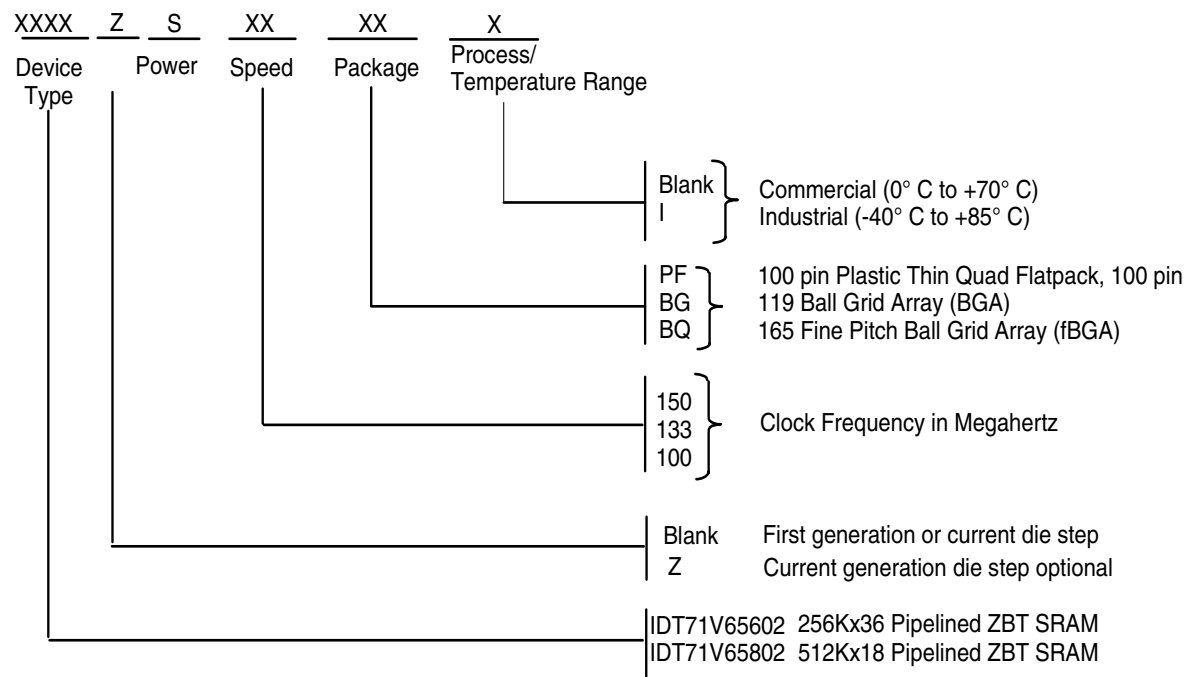 XXXX Z S XX XX X
Device Type Power Speed Package Process/ Temperature Range
Blank Commercial (0° C to +70° C)
I Industrial (-40° C to +85° C)
PF 100 pin Plastic Thin Quad Flatpack, 100 pin
BG 119 Ball Grid Array (BGA)
BQ 165 Fine Pitch Ball Grid Array (fBGA)
150
133 Clock Frequency in Megahertz
100
Blank First generation or current die step
Z Current generation die step optional
IDT71V65602 256Kx36 Pipelined ZBT SRAM
IDT71V65802 512Kx18 Pipelined ZBT SRAM